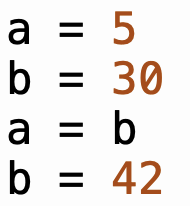 a = 5
b = 30
a = b
b = 42